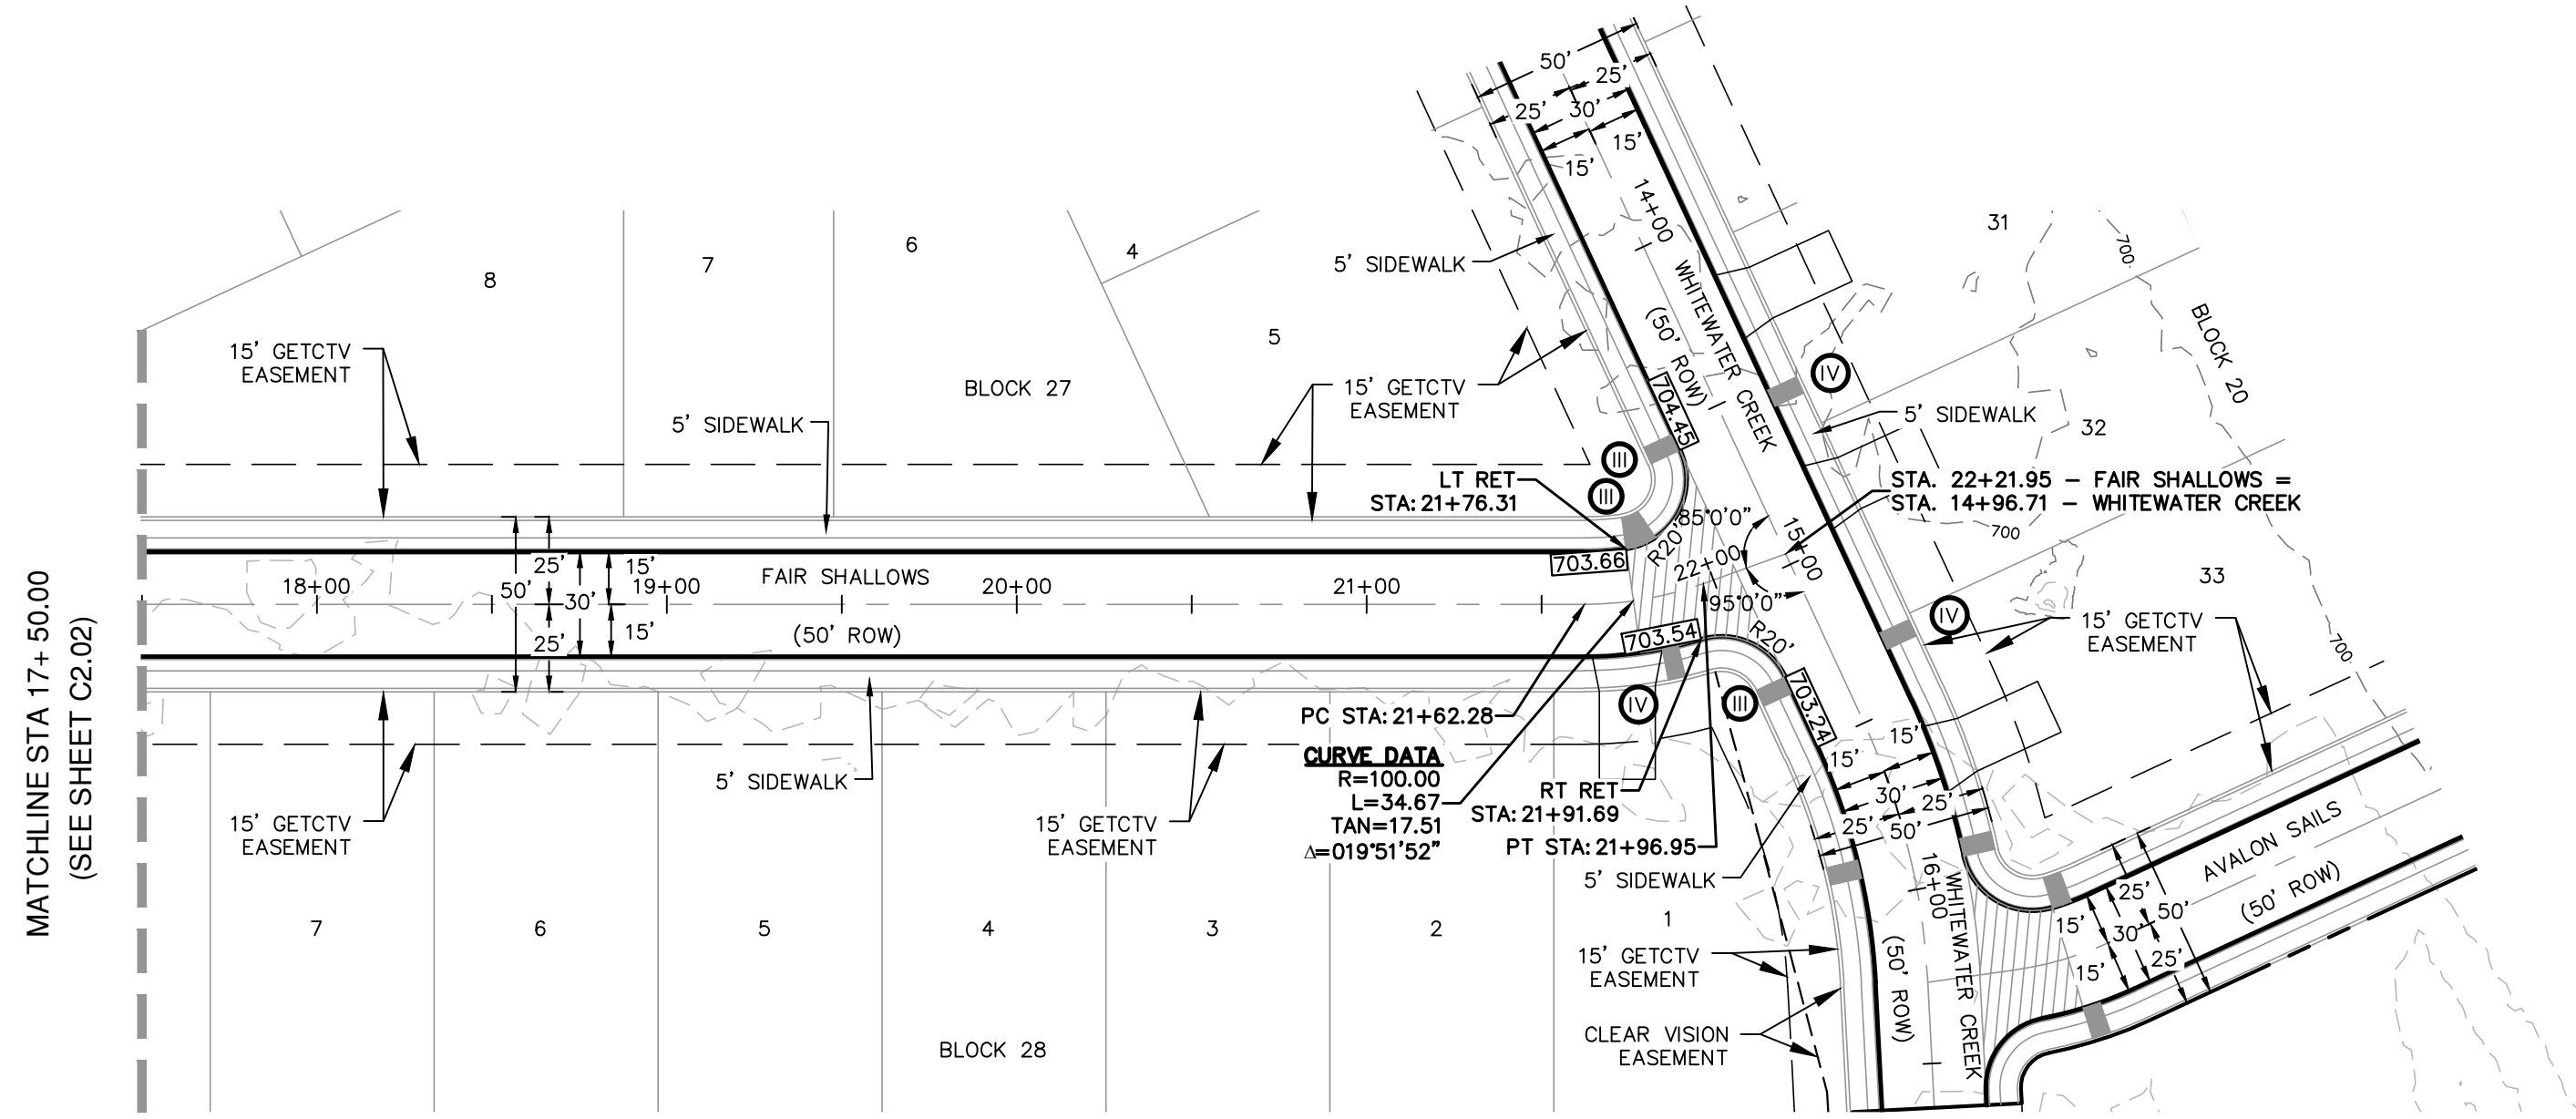 MATCHLINE STA 17+ 50.00
(SEE SHEET C2.02)
8
7
6
4
5
15' GETCTV
EASEMENT
5' SIDEWALK
BLOCK 27
15' GETCTV
EASEMENT
5' SIDEWALK
50'
25'
25'
30'
15'
15'
14+00
WHITEWATER CREEK
(50' ROW)
704.45
31
700
BLOCK 20
IV
5' SIDEWALK
32
III
III
LT RET
STA: 21+76.31
STA. 22+21.95 – FAIR SHALLOWS =
STA. 14+96.71 – WHITEWATER CREEK
700
85°0'0"
R20'
22+00
15+00
95°0'0"
R20'
703.66
703.54
703.24
18+00
19+00
20+00
21+00
FAIR SHALLOWS
(50' ROW)
25'
50'
25'
30'
15'
15'
33
IV
15' GETCTV
EASEMENT
700
IV
III
PC STA: 21+62.28
CURVE DATA
R=100.00
L=34.67
TAN=17.51
Δ=019°51'52"
RT RET
STA: 21+91.69
PT STA: 21+96.95
5' SIDEWALK
5' SIDEWALK
15' GETCTV
EASEMENT
15' GETCTV
EASEMENT
15'
15'
30'
25'
25'
50'
16+00
WHITEWATER CREEK
(50' ROW)
AVALON SAILS
(50' ROW)
25'
50'
15'
30'
25'
15'
7
6
5
4
3
2
1
15' GETCTV
EASEMENT
CLEAR VISION
EASEMENT
BLOCK 28